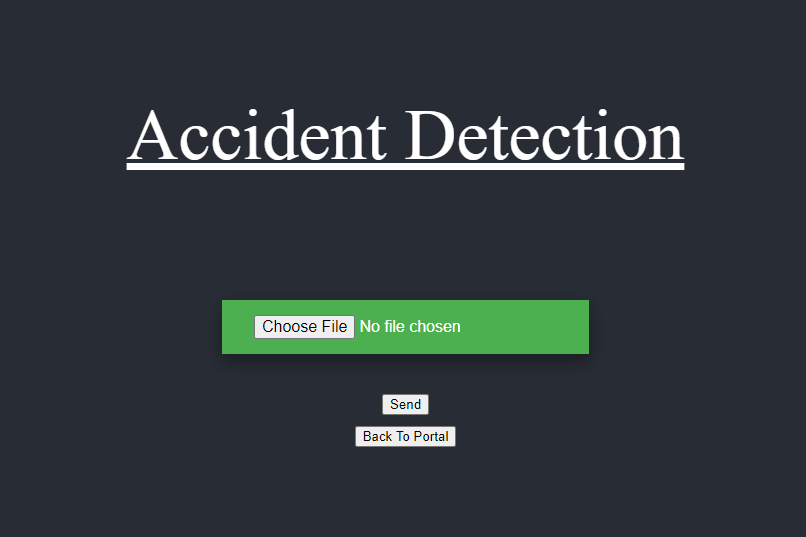 Accident Detection
Choose File No file chosen
Send
Back To Portal